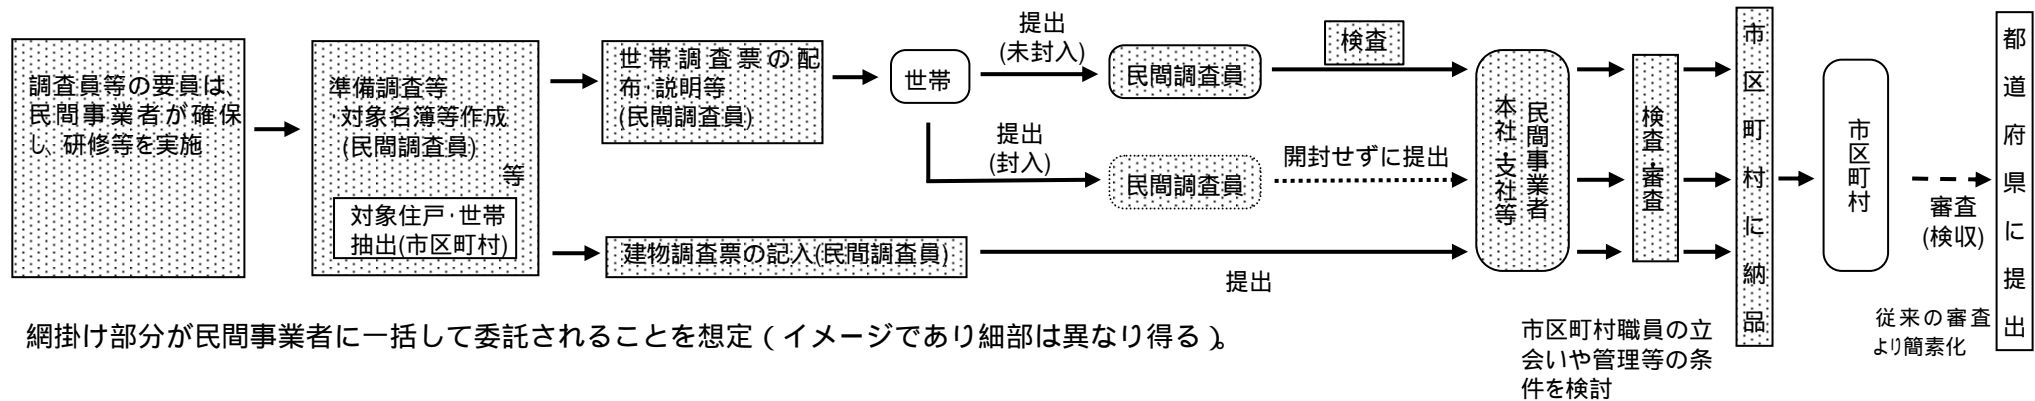 調査員等の要員は、
民間事業者が確保
し、研修等を実施
準備調査等
・対象名簿等作成
(民間調査員)
等
対象住戸・世帯
抽出(市区町村)
世帯調査票の配
布・説明等
(民間調査員)
世帯
提出
(未封入)
民間調査員
検査
提出
(封入)
民間調査員
開封せずに提出
建物調査票の記入(民間調査員)
提出
民間事業者
本社・支社等
検査・審査
市区町村に納品
市区町村
審査
(検収)
都道府県に提出
従来の審査
より簡素化
市区町村職員の立
会いや管理等の条
件を検討
網掛け部分が民間事業者に一括して委託されることを想定（イメージであり細部は異なり得る）。